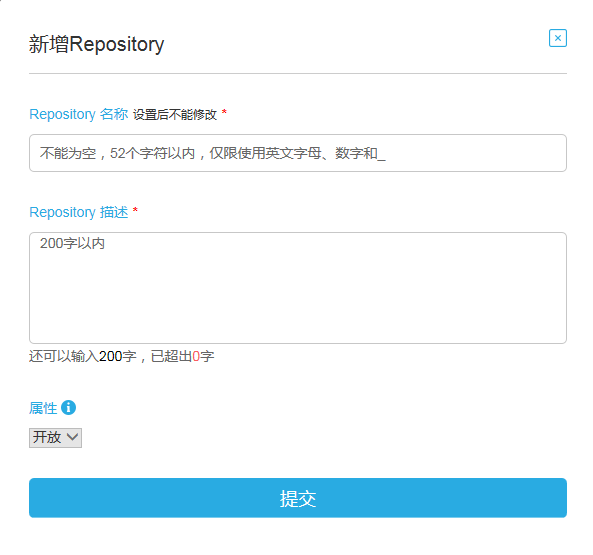 新增Repository
Repository 名称 设置后不能修改 *
不能为空，52个字符以内，仅限使用英文字母、数字和_
Repository 描述 *
200字以内
还可以输入200字，已超出0字
属性
开放
提交